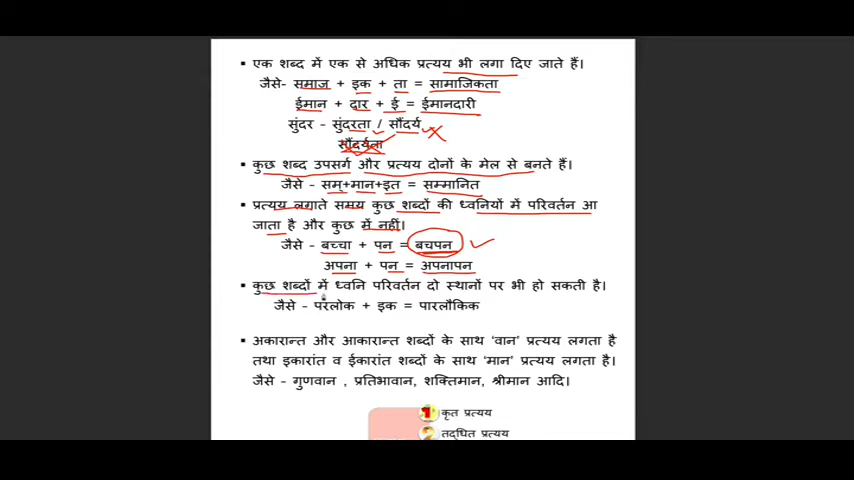 ▪ एक शब्द में एक से अधिक प्रत्यय भी लगा दिए जाते हैं।
जैसे- समाज + इक + ता = सामाजिकता
ईमान + दार + ई = ईमानदारी
सुंदर - सुंदरता / सौंदर्य
सौंदर्यता
▪ कुछ शब्द उपसर्ग और प्रत्यय दोनों के मेल से बनते हैं।
जैसे - सम्+मान+इत = सम्मानित
▪ प्रत्यय लगाते समय कुछ शब्दों की ध्वनियों में परिवर्तन आ
जाता है और कुछ में नहीं।
जैसे - बच्चा + पन = बचपन
अपना + पन = अपनापन
▪ कुछ शब्दों में ध्वनि परिवर्तन दो स्थानों पर भी हो सकती है।
जैसे - परलोक + इक = पारलौकिक
▪ अकारान्त और आकारान्त शब्दों के साथ 'वान' प्रत्यय लगता है
तथा इकारांत व ईकारांत शब्दों के साथ 'मान' प्रत्यय लगता है।
जैसे - गुणवान , प्रतिभावान, शक्तिमान, श्रीमान आदि।
1 कृत प्रत्यय
2 तद्धित प्रत्यय